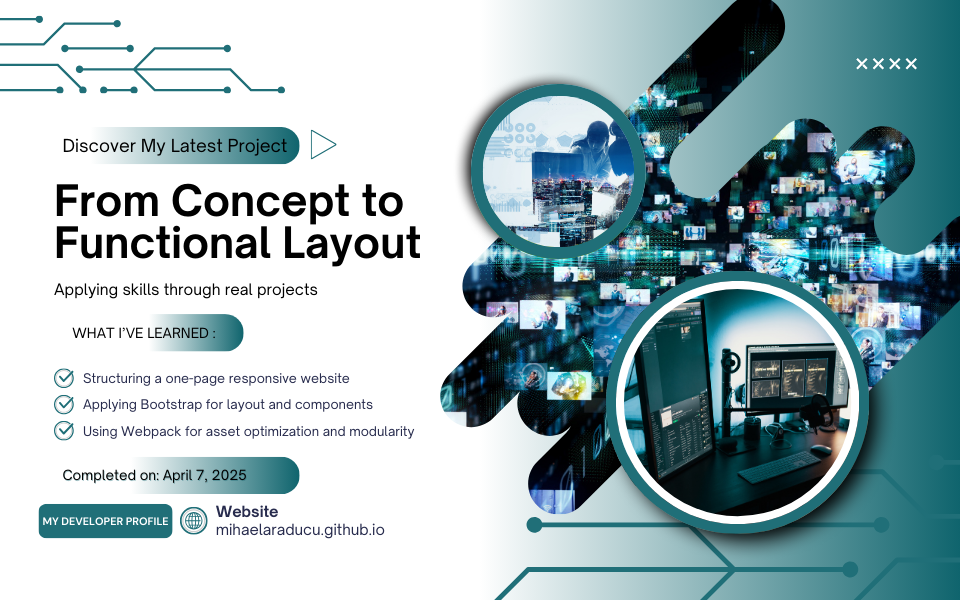 Discover My Latest Project
From Concept to
Functional Layout
Applying skills through real projects
WHAT I’VE LEARNED :
Structuring a one-page responsive website
Applying Bootstrap for layout and components
Using Webpack for asset optimization and modularity
Completed on: April 7, 2025
MY DEVELOPER PROFILE
Website
mihaelaraducu.github.io